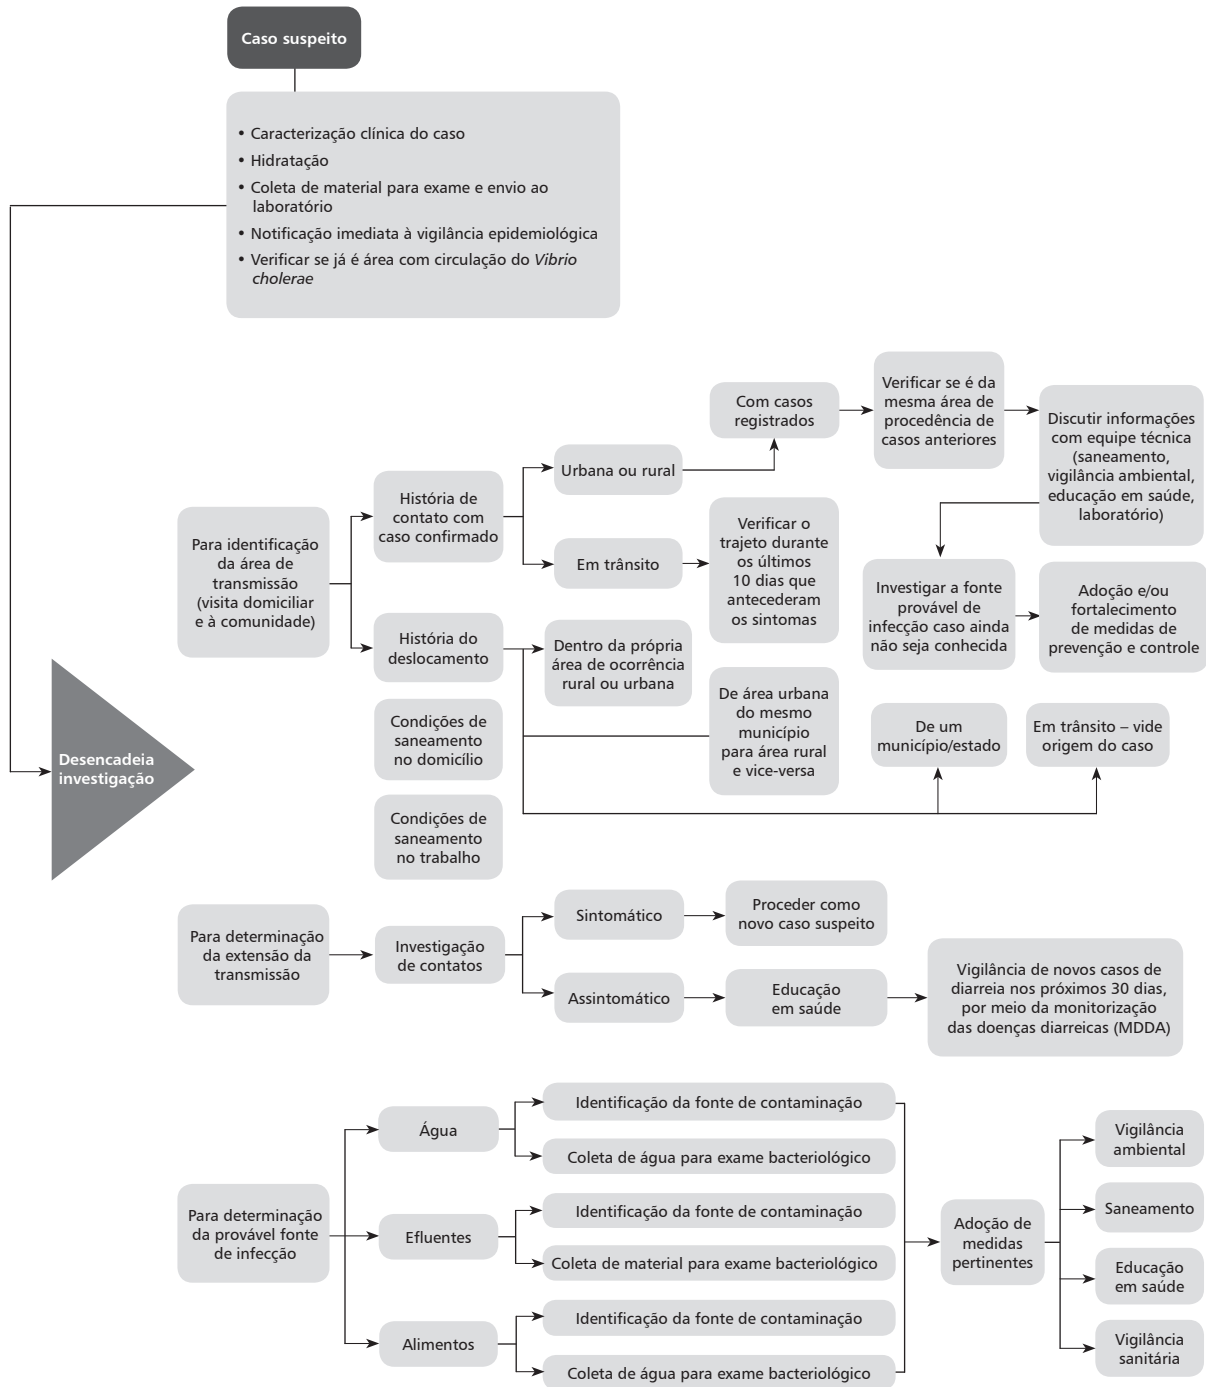 Caso suspeito
• Caracterização clínica do caso
• Hidratação
• Coleta de material para exame e envio ao
laboratório
• Notificação imediata à vigilância epidemiológica
• Verificar se já é área com circulação do Vibrio
cholerae
Desencadeia
investigação
Para identificação
da área de
transmissão
(visita domiciliar
e à comunidade)
História de
contato com
caso confirmado
Urbana ou rural
Com casos
registrados
Verificar se é da
mesma área de
procedência de
casos anteriores
Discutir informações
com equipe técnica
(saneamento,
vigilância ambiental,
educação em saúde,
laboratório)
Em trânsito
Verificar o
trajeto durante
os últimos
10 dias que
antecederam
os sintomas
Investigar a fonte
provável de
infecção caso ainda
não seja conhecida
Adoção e/ou
fortalecimento
de medidas de
prevenção e controle
História do
deslocamento
Dentro da própria
área de ocorrência
rural ou urbana
De área urbana
do mesmo
município
para área rural
e vice-versa
De um
município/estado
Em trânsito – vide
origem do caso
Condições de
saneamento
no domicílio
Condições de
saneamento
no trabalho
Para determinação
da extensão da
transmissão
Investigação
de contatos
Sintomático
Proceder como
novo caso suspeito
Assintomático
Educação
em saúde
Vigilância de novos casos de
diarreia nos próximos 30 dias,
por meio da monitorização
das doenças diarreicas (MDDA)
Para determinação
da provável fonte
de infecção
Água
Identificação da fonte de contaminação
Coleta de água para exame bacteriológico
Efluentes
Identificação da fonte de contaminação
Coleta de material para exame bacteriológico
Alimentos
Identificação da fonte de contaminação
Coleta de água para exame bacteriológico
Adoção de
medidas
pertinentes
Vigilância
ambiental
Saneamento
Educação
em saúde
Vigilância
sanitária